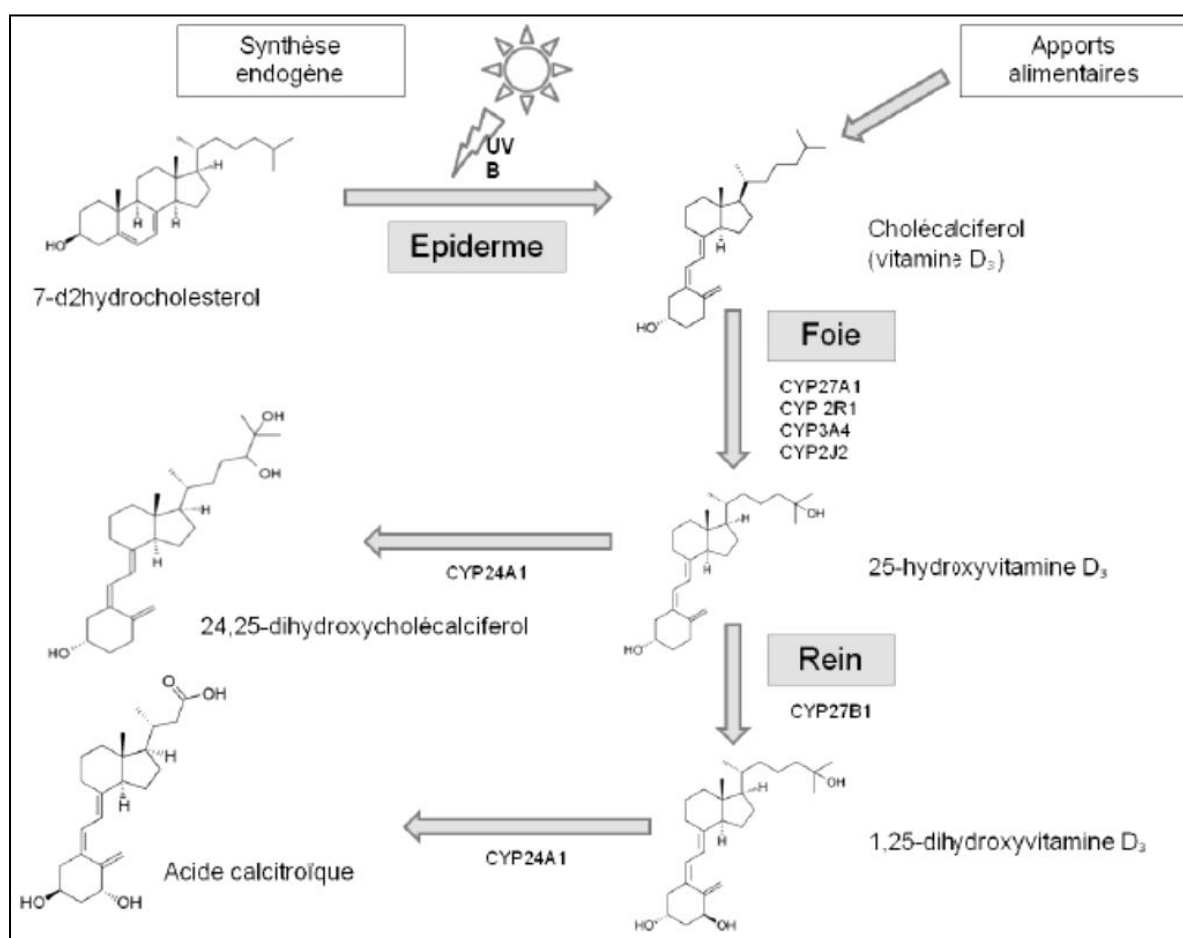 Synthèse
endogène
Apports
alimentaires
UV
B
H
H
H
HO
Epiderme
7-d2hydrocholesterol
Cholécalciferol
(vitamine D₃)
H
HO
Foie
CYP27A1
CYP 2R1
CYP3A4
CYP2J2
OH
OH
H
H
HO
CYP24A1
24,25-dihydroxycholécalciferol
OH
H
H
HO
25-hydroxyvitamine D₃
Rein
CYP27B1
O
OH
H
H
HO
OH
Acide calcitroïque
CYP24A1
OH
H
H
HO
OH
1,25-dihydroxyvitamine D₃